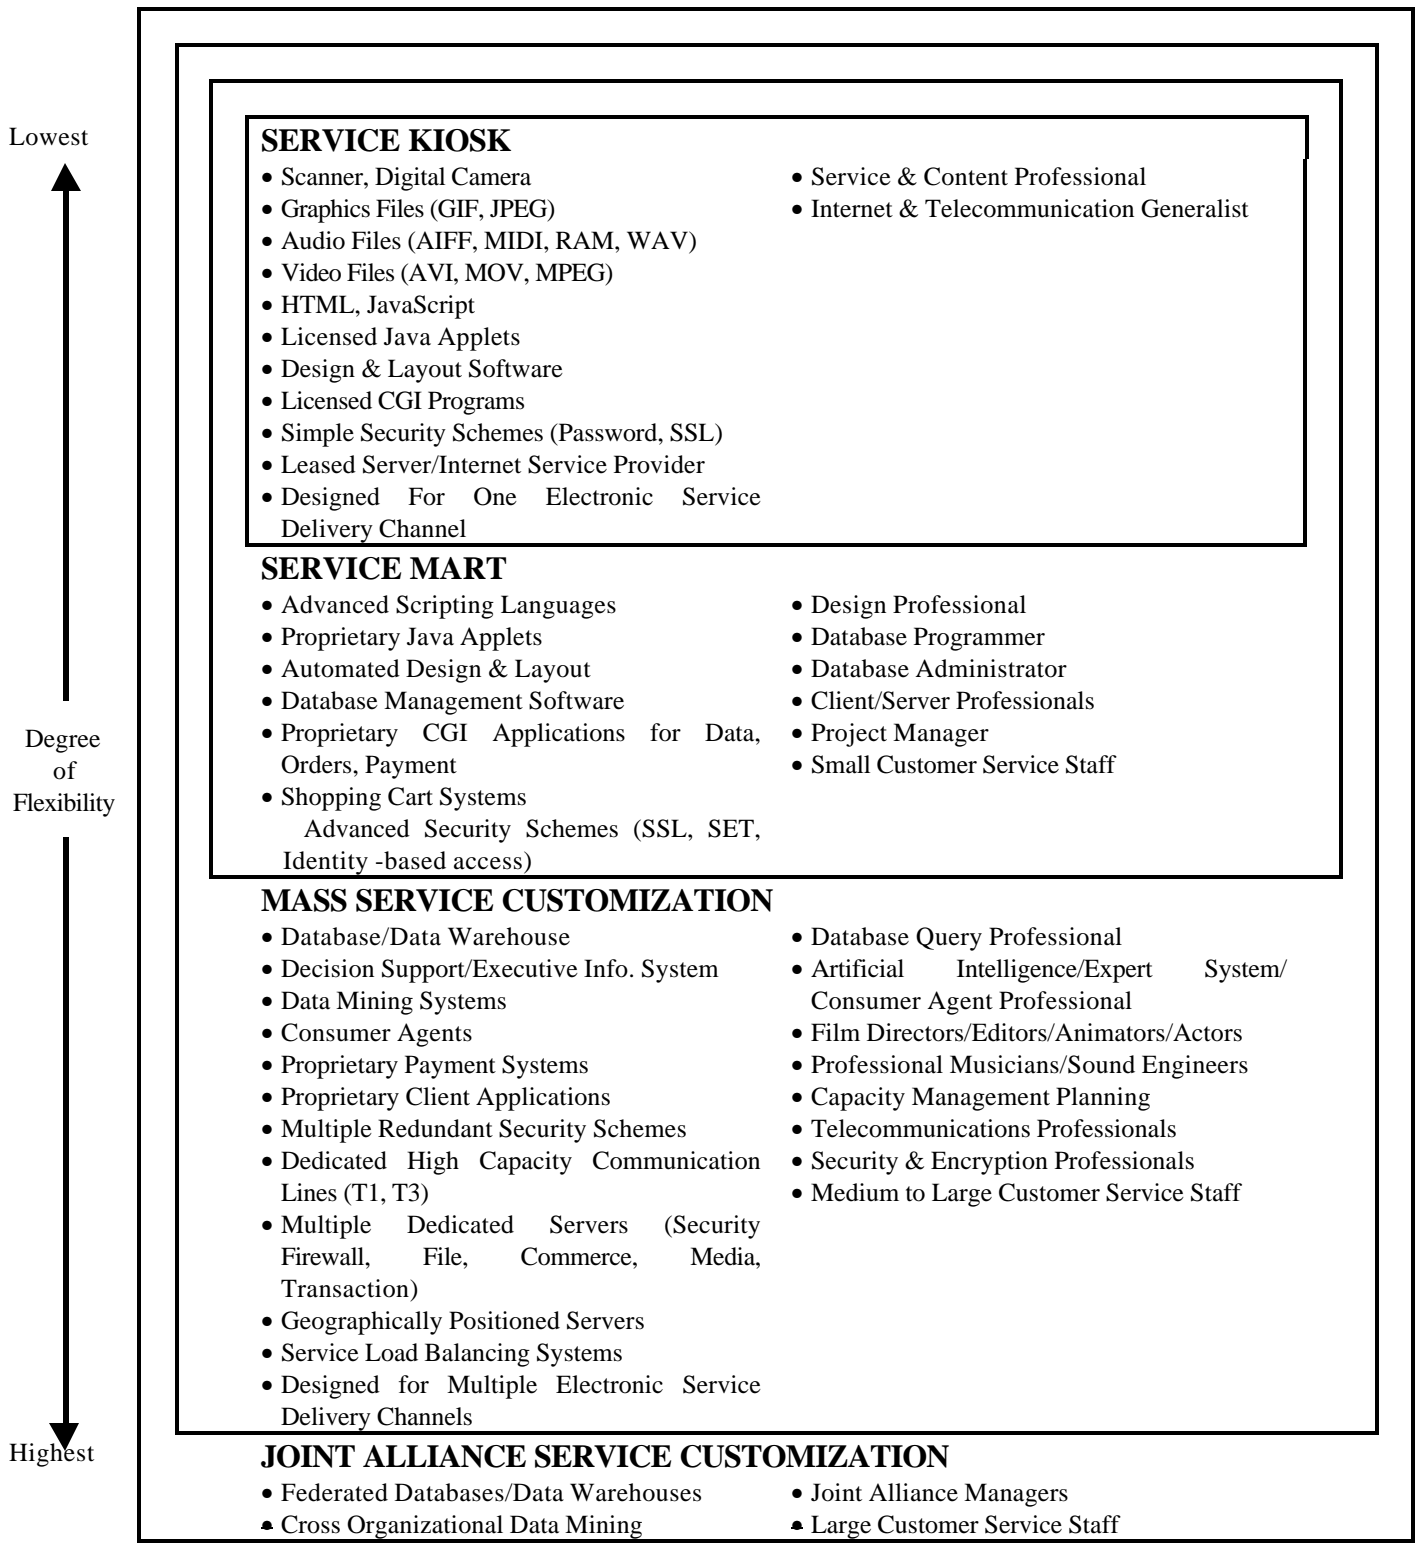 Lowest
Degree
of
Flexibility
Highest
SERVICE KIOSK
• Scanner, Digital Camera
• Graphics Files (GIF, JPEG)
• Audio Files (AIFF, MIDI, RAM, WAV)
• Video Files (AVI, MOV, MPEG)
• HTML, JavaScript
• Licensed Java Applets
• Design & Layout Software
• Licensed CGI Programs
• Simple Security Schemes (Password, SSL)
• Leased Server/Internet Service Provider
• Designed For One Electronic Service
Delivery Channel
• Service & Content Professional
• Internet & Telecommunication Generalist
SERVICE MART
• Advanced Scripting Languages
• Proprietary Java Applets
• Automated Design & Layout
• Database Management Software
• Proprietary CGI Applications for Data,
Orders, Payment
• Shopping Cart Systems
Advanced Security Schemes (SSL, SET,
Identity -based access)
• Design Professional
• Database Programmer
• Database Administrator
• Client/Server Professionals
• Project Manager
• Small Customer Service Staff
MASS SERVICE CUSTOMIZATION
• Database/Data Warehouse
• Decision Support/Executive Info. System
• Data Mining Systems
• Consumer Agents
• Proprietary Payment Systems
• Proprietary Client Applications
• Multiple Redundant Security Schemes
• Dedicated High Capacity Communication
Lines (T1, T3)
• Multiple Dedicated Servers (Security
Firewall, File, Commerce, Media,
Transaction)
• Geographically Positioned Servers
• Service Load Balancing Systems
• Designed for Multiple Electronic Service
Delivery Channels
• Database Query Professional
• Artificial Intelligence/Expert System/
Consumer Agent Professional
• Film Directors/Editors/Animators/Actors
• Professional Musicians/Sound Engineers
• Capacity Management Planning
• Telecommunications Professionals
• Security & Encryption Professionals
• Medium to Large Customer Service Staff
JOINT ALLIANCE SERVICE CUSTOMIZATION
• Federated Databases/Data Warehouses
• Cross Organizational Data Mining
• Joint Alliance Managers
• Large Customer Service Staff